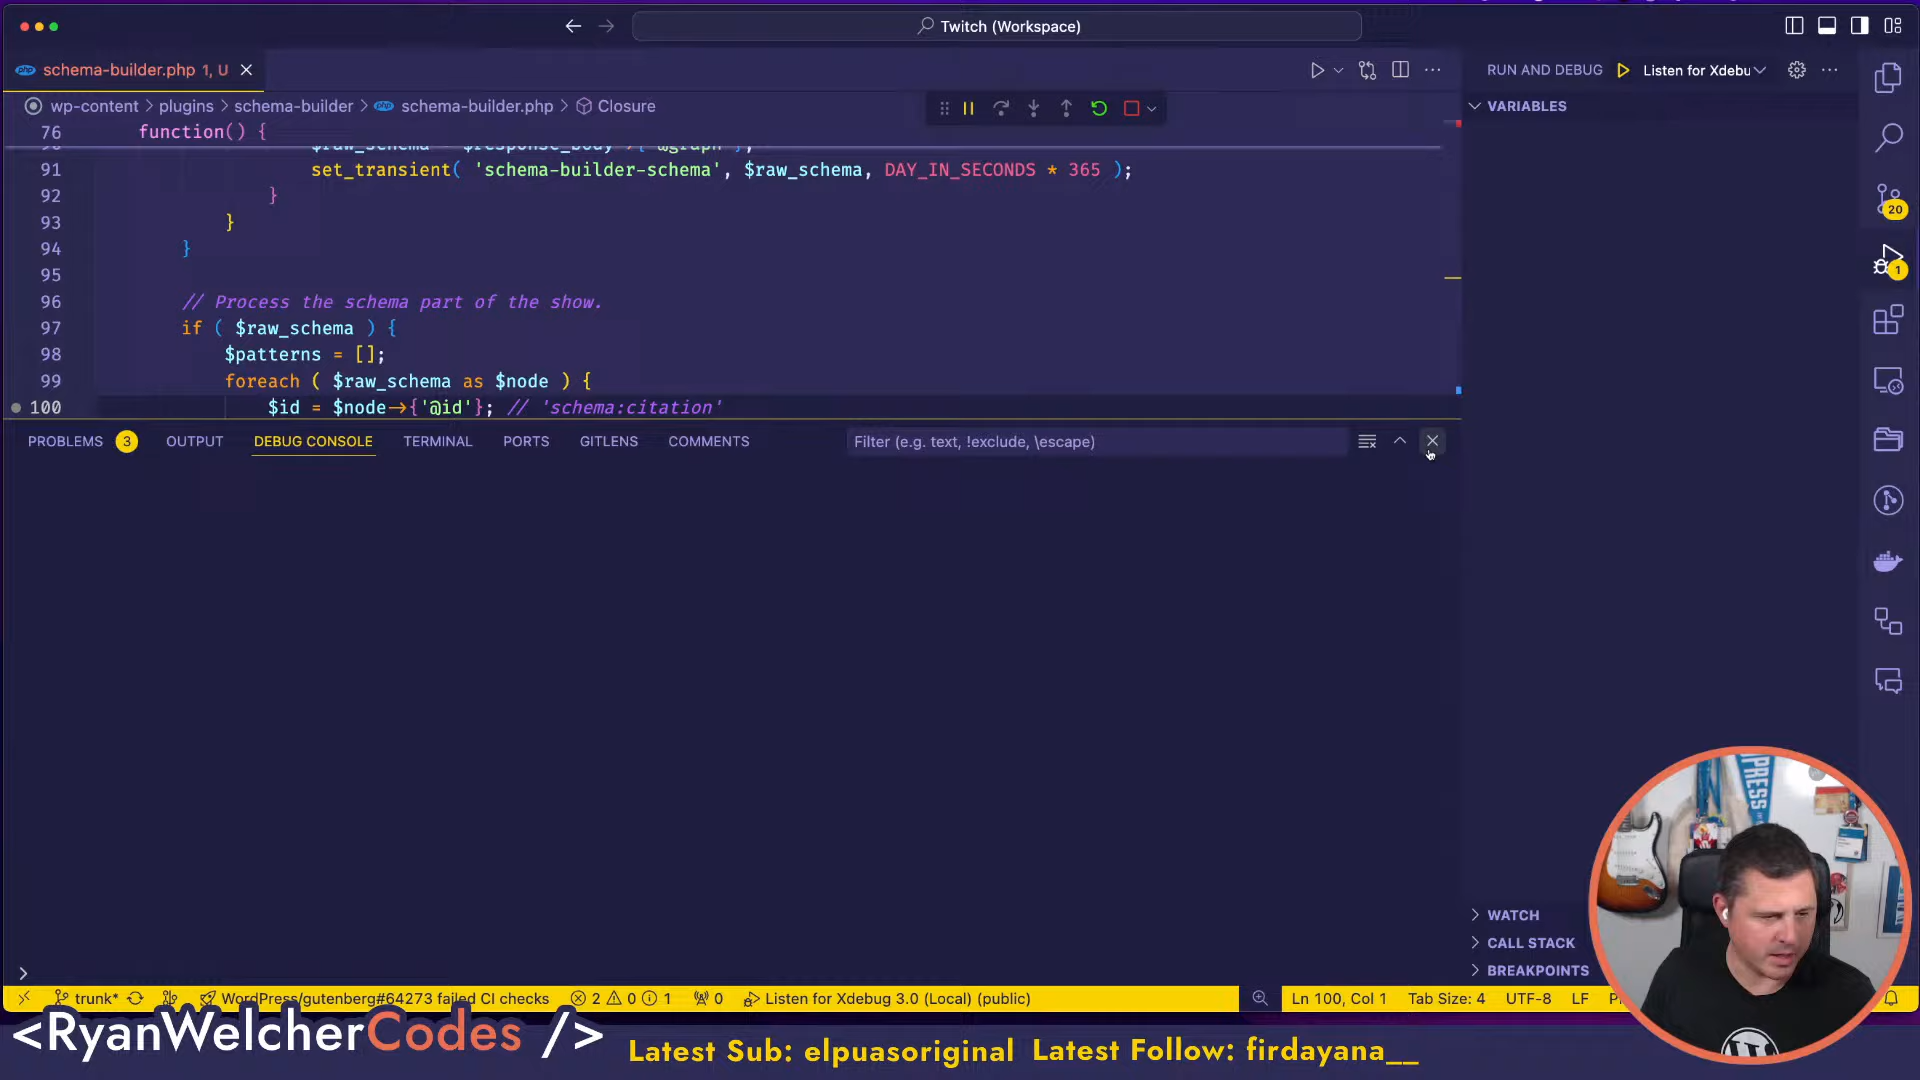 Twitch (Workspace)
schema-builder.php 1, U
RUN AND DEBUG
Listen for Xdebu
wp-content > plugins > schema-builder > schema-builder.php > Closure
VARIABLES
76 function() {
90 $raw_schema = $response_body->{'@graph'};
91 set_transient( 'schema-builder-schema', $raw_schema, DAY_IN_SECONDS * 365 );
92 }
93 }
94 }
95
96 // Process the schema part of the show.
97 if ( $raw_schema ) {
98 $patterns = [];
99 foreach ( $raw_schema as $node ) {
100 $id = $node->{'@id'}; // 'schema:citation'
20
1
PROBLEMS 3 OUTPUT DEBUG CONSOLE TERMINAL PORTS GITLENS COMMENTS
Filter (e.g. text, !exclude, \escape)
WATCH
CALL STACK
BREAKPOINTS
trunk* WordPress/gutenberg#64273 failed CI checks 2 0 1 0 Listen for Xdebug 3.0 (Local) (public) Ln 100, Col 1 Tab Size: 4 UTF-8 LF
<RyanWelcherCodes />
Latest Sub: elpuasoriginal Latest Follow: firdayana__